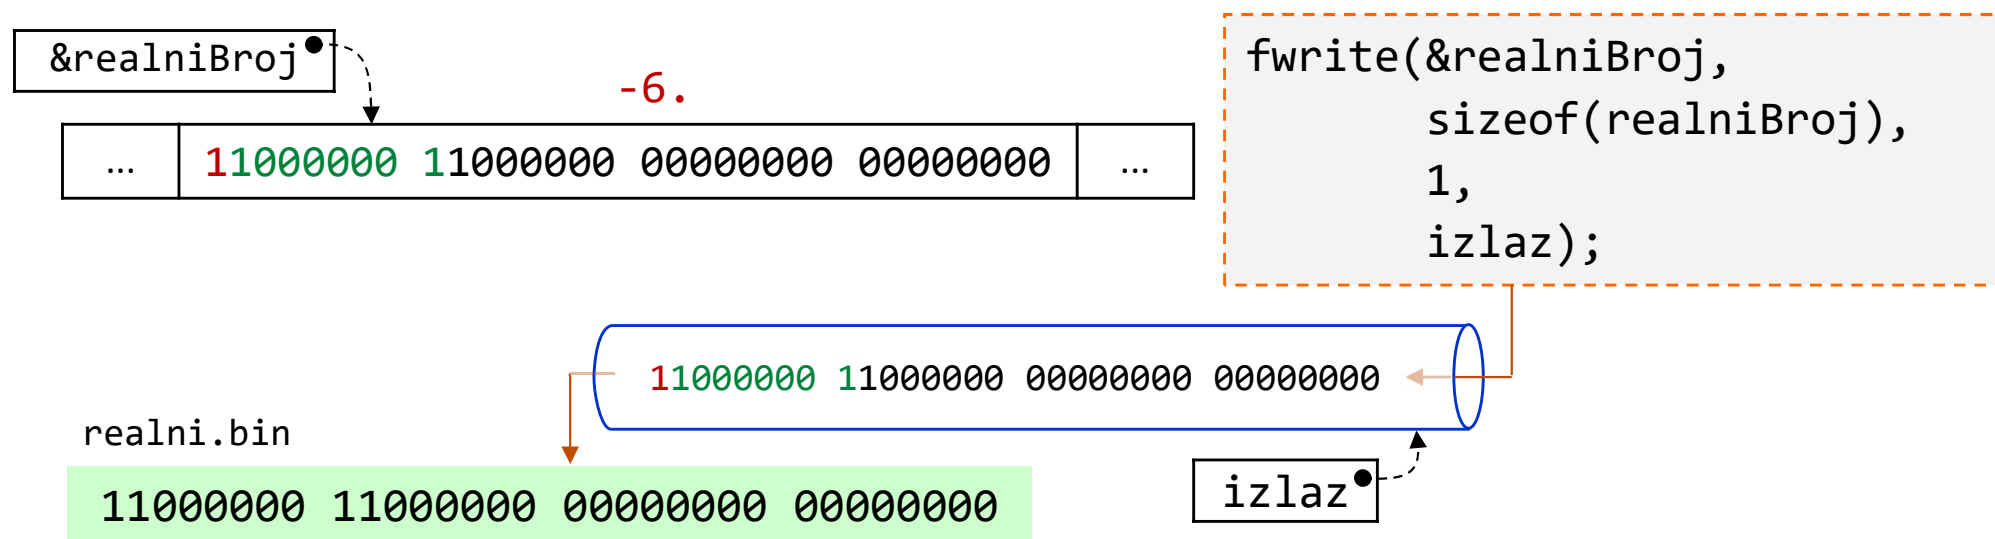 &realniBroj
-6.
... 11000000 11000000 00000000 00000000 ...
fwrite(&realniBroj,
sizeof(realniBroj),
1,
izlaz);
11000000 11000000 00000000 00000000
realni.bin
izlaz
11000000 11000000 00000000 00000000